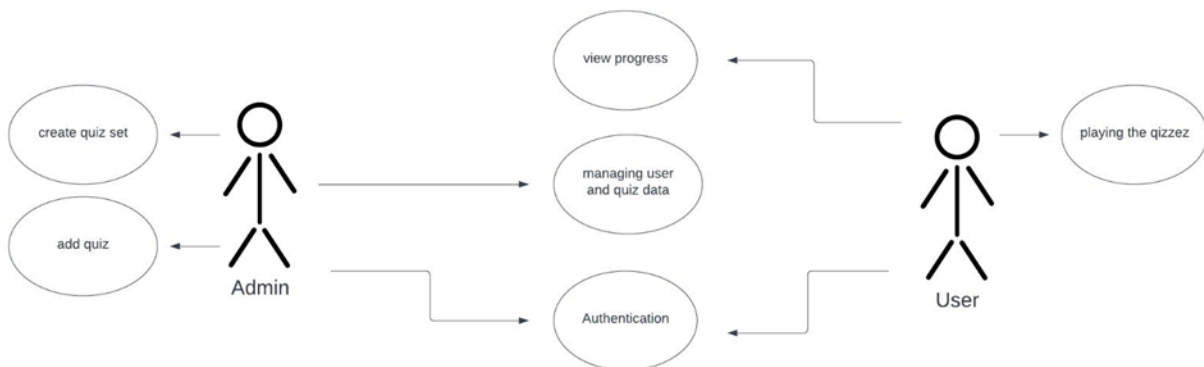 view progress
create quiz set
playing the qizzez
managing user
and quiz data
add quiz
Admin
User
Authentication